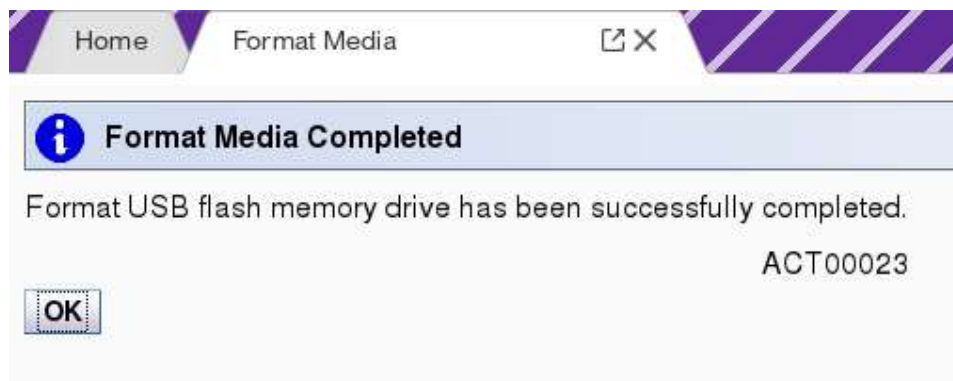 Home
Format Media
Format Media Completed
Format USB flash memory drive has been successfully completed.
ACT00023
OK